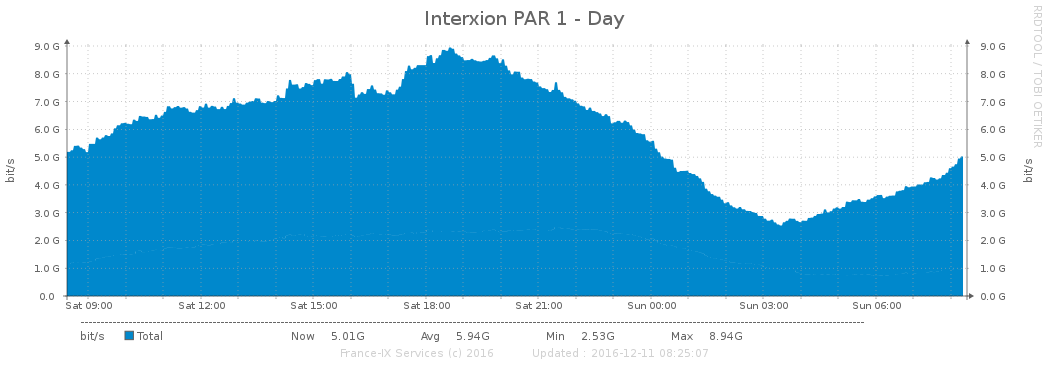 Interxion PAR 1 - Day
RRDTOOL / TOBI OETIKER
bit/s
bit/s
9.0 G 9.0 G
8.0 G 8.0 G
7.0 G 7.0 G
6.0 G 6.0 G
5.0 G 5.0 G
4.0 G 4.0 G
3.0 G 3.0 G
2.0 G 2.0 G
1.0 G 1.0 G
0.0 0.0 G
Sat 09:00 Sat 12:00 Sat 15:00 Sat 18:00 Sat 21:00 Sun 00:00 Sun 03:00 Sun 06:00
bit/s Total Now 5.01G Avg 5.94G Min 2.53G Max 8.94G
France-IX Services (c) 2016 Updated : 2016-12-11 08:25:07